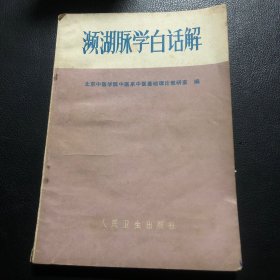 濒湖脉学白话解
北京中医学院中医系中医基础理论教研室 编
人民卫生出版社